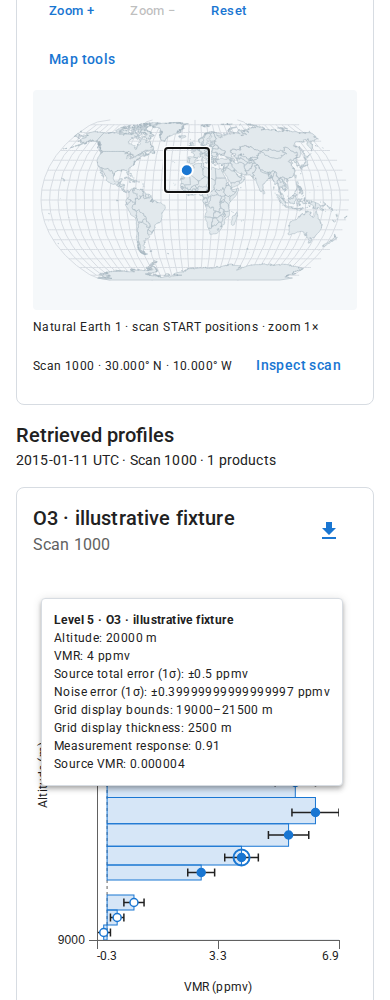 Zoom +
Zoom −
Reset
Map tools
Natural Earth 1 · scan START positions · zoom 1×
Scan 1000 · 30.000° N · 10.000° W
Inspect scan
Retrieved profiles
2015-01-11 UTC · Scan 1000 · 1 products
O3 · illustrative fixture
Scan 1000
Level 5 · O3 · illustrative fixture
Altitude: 20000 m
VMR: 4 ppmv
Source total error (1σ): ±0.5 ppmv
Noise error (1σ): ±0.39999999999999997 ppmv
Grid display bounds: 19000–21500 m
Grid display thickness: 2500 m
Measurement response: 0.91
Source VMR: 0.000004
9000
-0.3
3.3
6.9
VMR (ppmv)